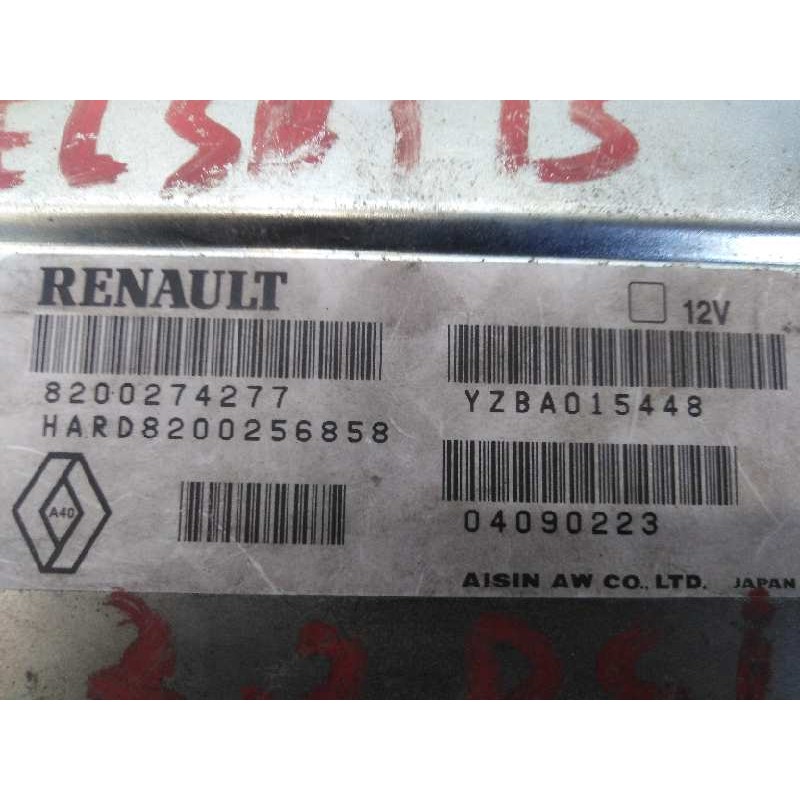 RENAULT
12V
8200274277
YZBA015448
HARD8200256858
A40
04090223
AISIN AW CO., LTD. JAPAN